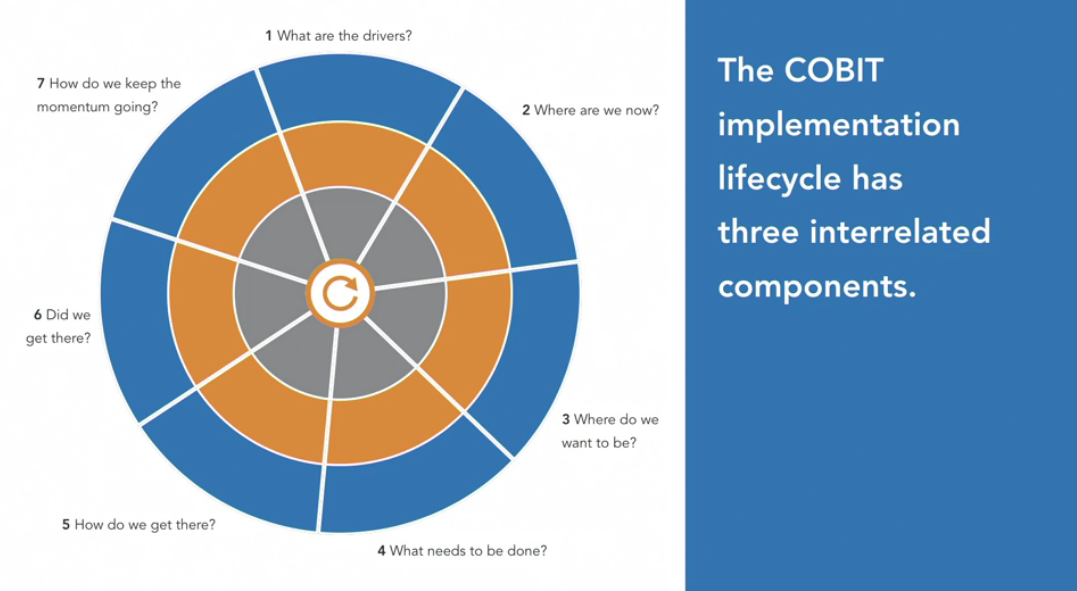 1 What are the drivers?
7 How do we keep the
momentum going?
2 Where are we now?
6 Did we
get there?
3 Where do we
want to be?
5 How do we get there?
4 What needs to be done?
The COBIT
implementation
lifecycle has
three interrelated
components.